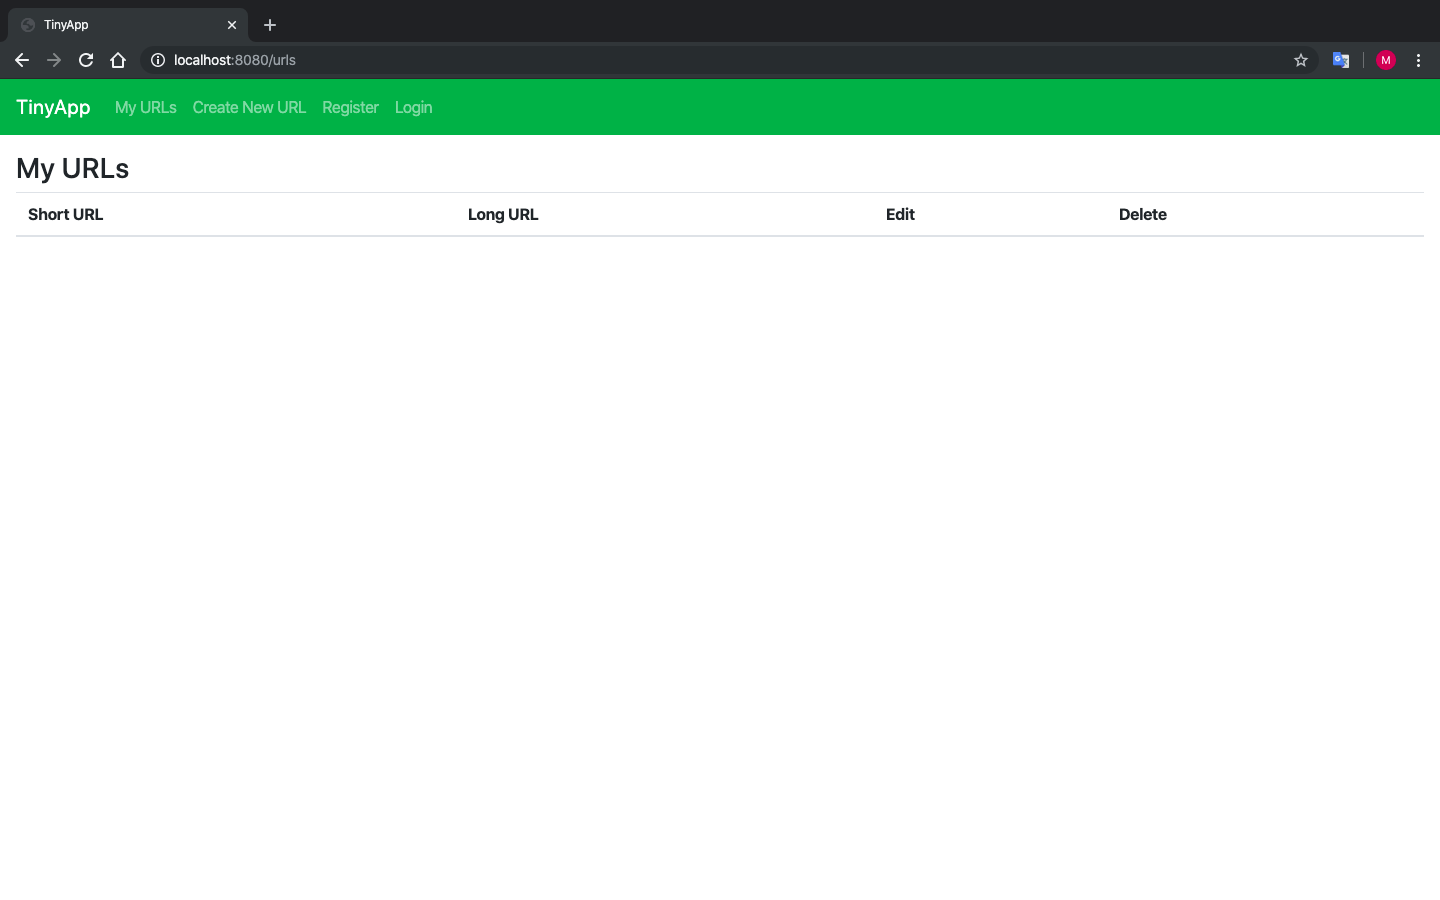 TinyApp
localhost:8080/urls
M
TinyApp My URLs Create New URL Register Login
My URLs
Short URL Long URL Edit Delete